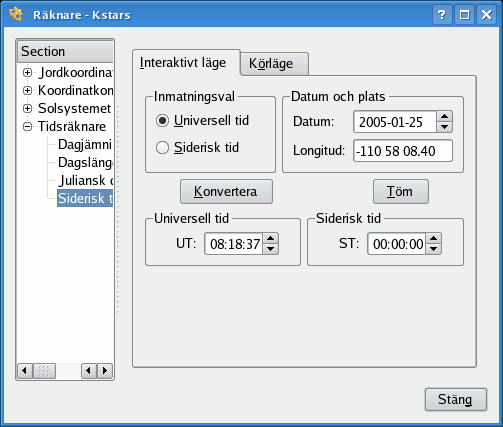 Räknare - Kstars
Section
Jordkoordinat
Koordinatkon
Solsystemet
Tidsräknare
Dagjämni
Dagslänge
Juliansk d
Siderisk t
Interaktivt läge
Körläge
Inmatningsval
Universell tid
Siderisk tid
Datum och plats
Datum: 2005-01-25
Longitud: -110 58 08.40
Konvertera
Töm
Universell tid
UT: 08:18:37
Siderisk tid
ST: 00:00:00
Stäng